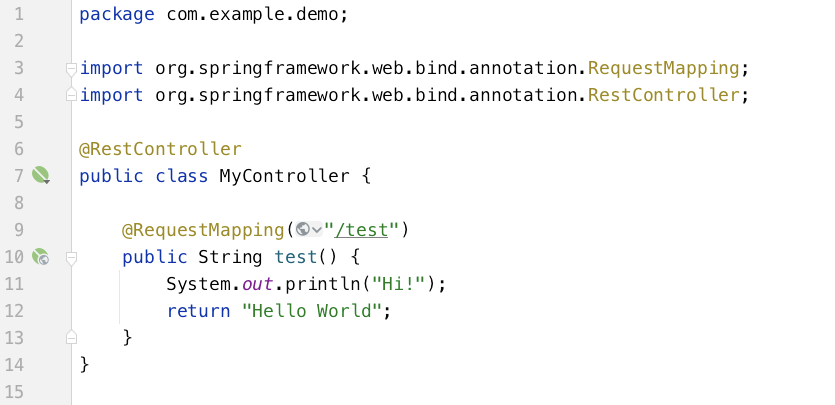 1 package com.example.demo;
2
3 import org.springframework.web.bind.annotation.RequestMapping;
4 import org.springframework.web.bind.annotation.RestController;
5
6 @RestController
7 public class MyController {
8
9     @RequestMapping("/test")
10     public String test() {
11         System.out.println("Hi!");
12         return "Hello World";
13     }
14 }
15